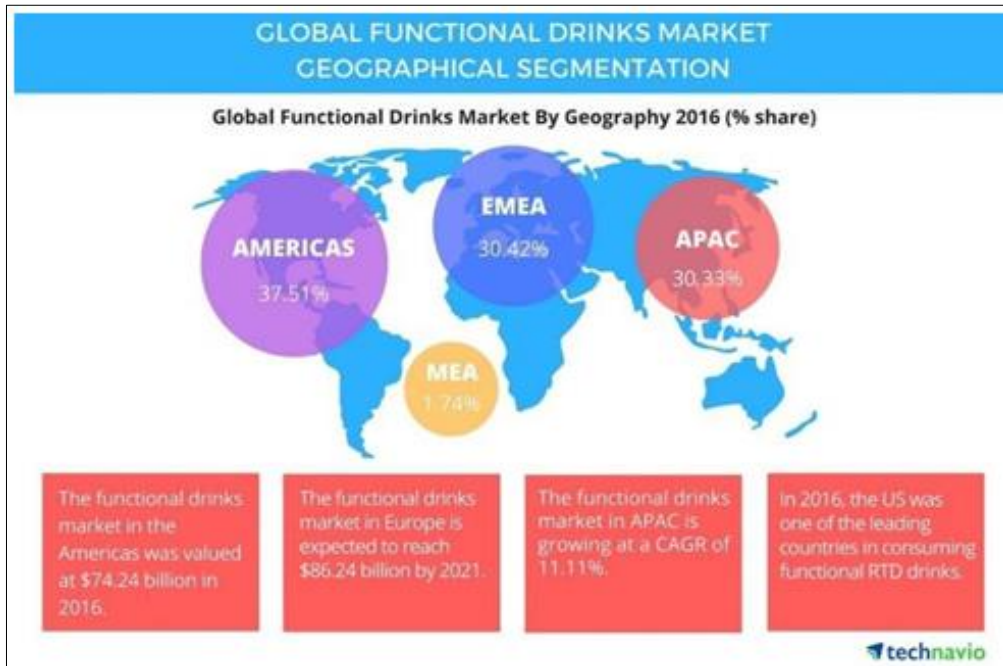 GLOBAL FUNCTIONAL DRINKS MARKET
GEOGRAPHICAL SEGMENTATION
Global Functional Drinks Market By Geography 2016 (% share)
AMERICAS
37.51%
EMEA
30.42%
APAC
30.33%
MEA
1.74%
The functional drinks
market in the
Americas was valued
at $74.24 billion in
2016.
The functional drinks
market in Europe is
expected to reach
$86.24 billion by 2021.
The functional drinks
market in APAC is
growing at a CAGR of
11.11%.
In 2016, the US was
one of the leading
countries in consuming
functional RTD drinks.
technavio